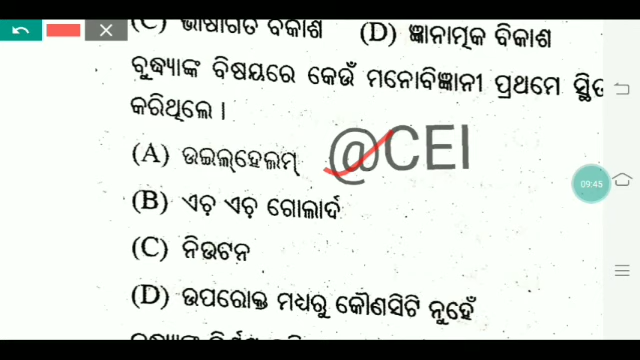 (C) ଭାଷାଗତ ବିକାଶ (D) ଜ୍ଞାନାତ୍ମକ ବିକାଶ
ବୁଦ୍ଧ୍ୟାଙ୍କ ବିଷୟରେ କେଉଁ ମନୋବିଜ୍ଞାନୀ ପ୍ରଥମେ
କରିଥିଲେ ।
(A) ଉଇଲ୍‌ହେଲମ୍ @CEI
(B) ଏଚ୍ ଏଚ୍ ଗୋଲାର୍ଦ
09:45
(C) ନିଉଟନ
(D) ଉପରୋକ୍ତ ମଧ୍ୟରୁ କୌଣସିଟି ନୁହେଁ